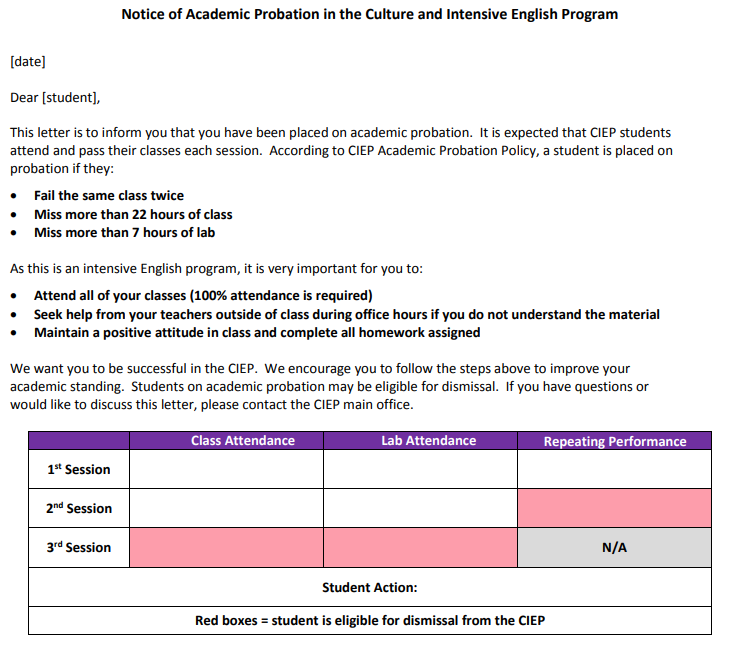 Notice of Academic Probation in the Culture and Intensive English Program
[date]
Dear [student],
This letter is to inform you that you have been placed on academic probation.  It is expected that CIEP students
attend and pass their classes each session.  According to CIEP Academic Probation Policy, a student is placed on
probation if they:
• Fail the same class twice
• Miss more than 22 hours of class
• Miss more than 7 hours of lab
As this is an intensive English program, it is very important for you to:
• Attend all of your classes (100% attendance is required)
• Seek help from your teachers outside of class during office hours if you do not understand the material
• Maintain a positive attitude in class and complete all homework assigned
We want you to be successful in the CIEP.  We encourage you to follow the steps above to improve your
academic standing.  Students on academic probation may be eligible for dismissal.  If you have questions or
would like to discuss this letter, please contact the CIEP main office.
Class Attendance Lab Attendance Repeating Performance
1st Session
2nd Session
3rd Session N/A
Student Action:
Red boxes = student is eligible for dismissal from the CIEP